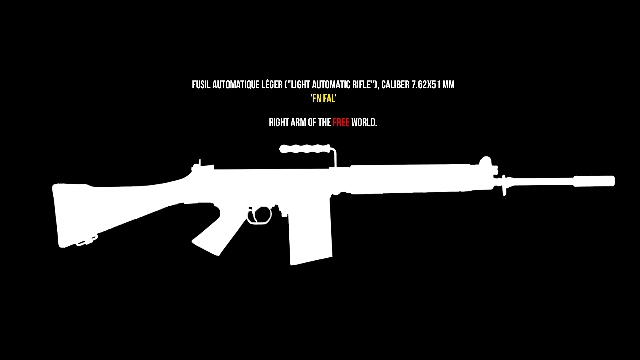 FUSIL AUTOMATIQUE LÉGER ("LIGHT AUTOMATIC RIFLE"), CALIBER 7.62X51 MM
'FN FAL'
RIGHT ARM OF THE FREE WORLD.